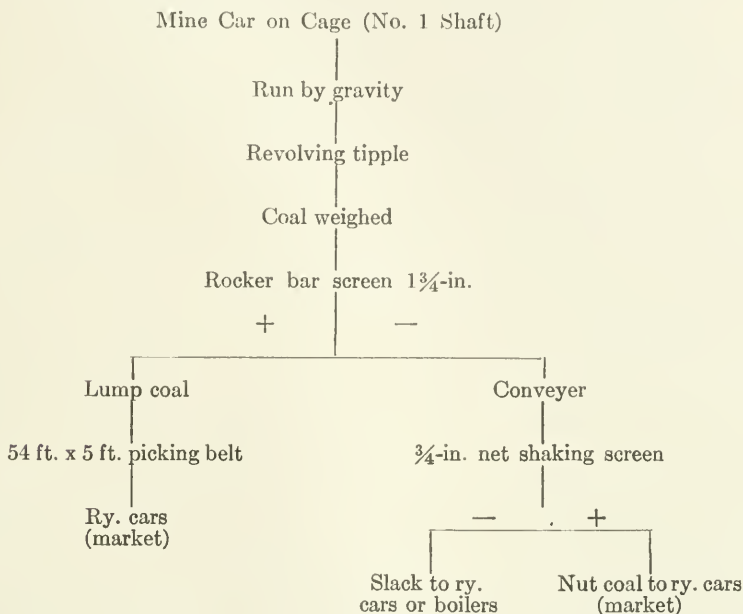 Mine Car on Cage (No. 1 Shaft)
Run by gravity
Revolving tipple
Coal weighed
Rocker bar screen 1¾-in.
+ −
Lump coal
Conveyer
54 ft. x 5 ft. picking belt
¾-in. net shaking screen
Ry. cars
(market)
− +
Slack to ry.
cars or boilers
Nut coal to ry. cars
(market)